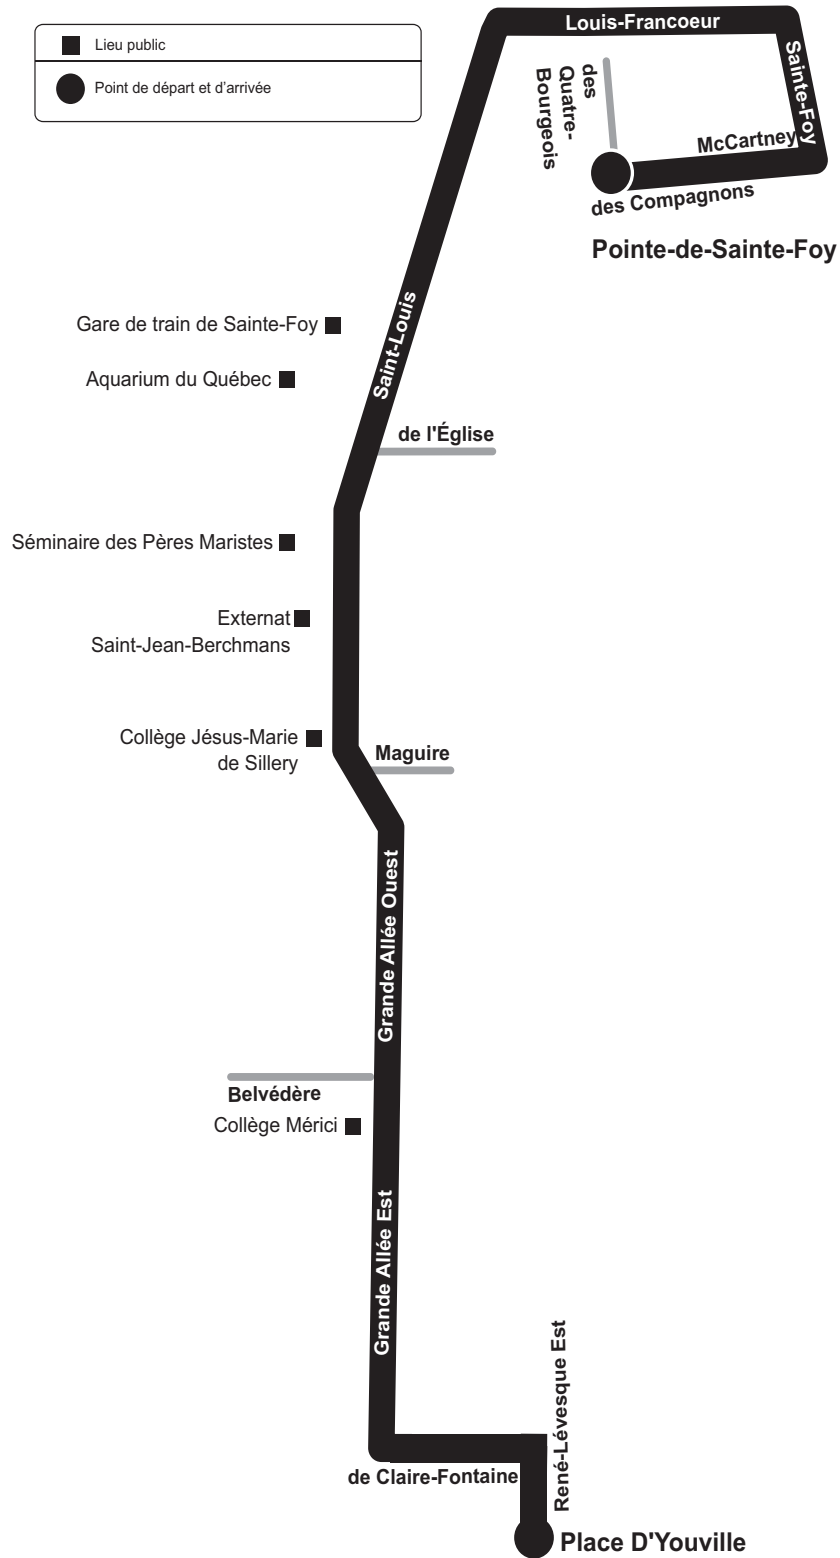 Lieu public
Point de départ et d'arrivée
Louis-Francoeur
Sainte-Foy
des
Quatre-
Bourgeois
McCartney
des Compagnons
Pointe-de-Sainte-Foy
Saint-Louis
Gare de train de Sainte-Foy
Aquarium du Québec
de l'Église
Séminaire des Pères Maristes
Externat
Saint-Jean-Berchmans
Collège Jésus-Marie
de Sillery
Maguire
Grande Allée Ouest
Belvédère
Collège Mérici
Grande Allée Est
René-Lévesque Est
de Claire-Fontaine
Place D'Youville